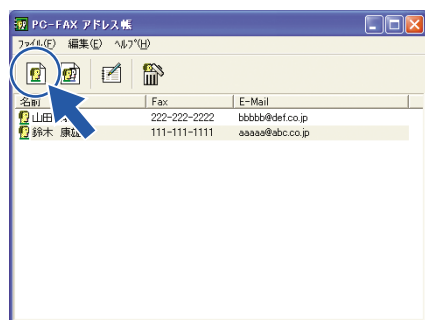 PC-FAX アドレス帳
ファイル(F) 編集(E) ヘルプ(H)
名前 Fax E-Mail
山田 222-222-2222 bbbbb@def.co.jp
鈴木 康雄 111-111-1111 aaaaa@abc.co.jp